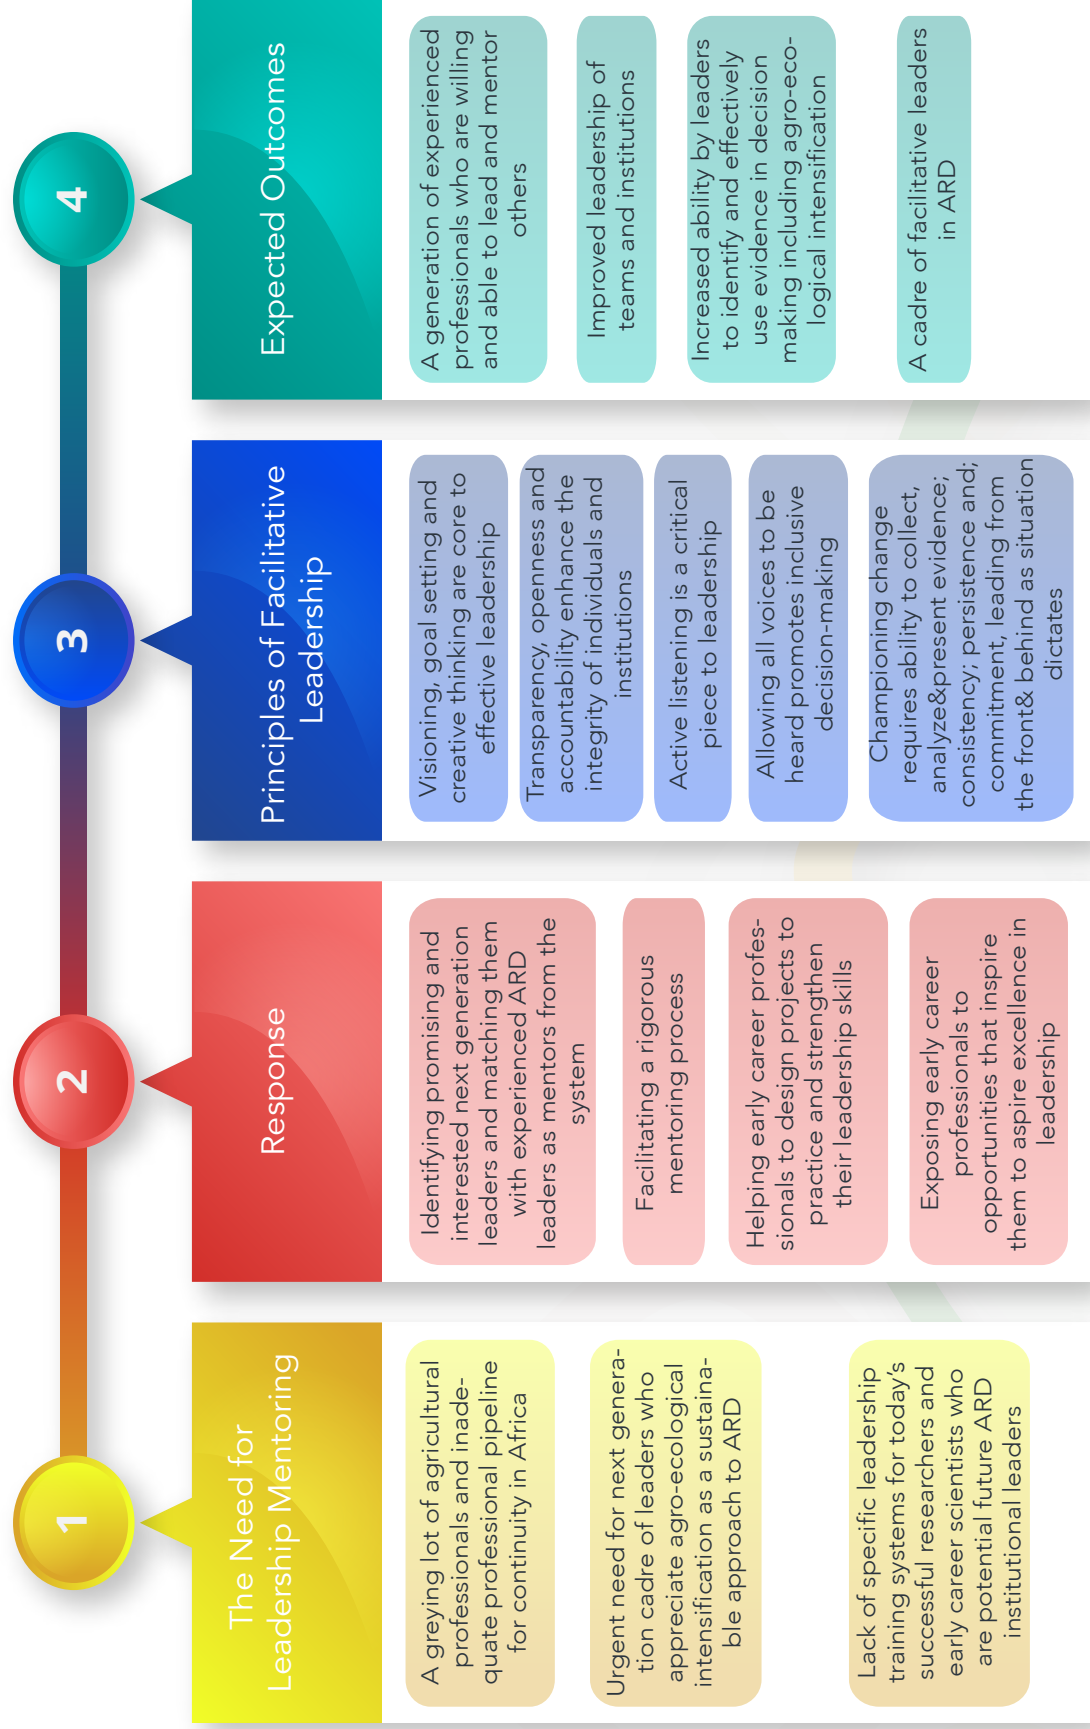 1
The Need for
Leadership Mentoring
A greying lot of agricultural
professionals and inade-
quate professional pipeline
for continuity in Africa
Urgent need for next genera-
tion cadre of leaders who
appreciate agro-ecological
intensification as a sustaina-
ble approach to ARD
Lack of specific leadership
training systems for today's
successful researchers and
early career scientists who
are potential future ARD
institutional leaders
2
Response
Identifying promising and
interested next generation
leaders and matching them
with experienced ARD
leaders as mentors from the
system
Facilitating a rigorous
mentoring process
Helping early career profes-
sionals to design projects to
practice and strengthen
their leadership skills
Exposing early career
professionals to
opportunities that inspire
them to aspire excellence in
leadership
3
Principles of Facilitative
Leadership
Visioning, goal setting and
creative thinking are core to
effective leadership
Transparency, openness and
accountability enhance the
integrity of individuals and
institutions
Active listening is a critical
piece to leadership
Allowing all voices to be
heard promotes inclusive
decision-making
Championing change
requires ability to collect,
analyze&present evidence;
consistency; persistence and;
commitment, leading from
the front& behind as situation
dictates
4
Expected Outcomes
A generation of experienced
professionals who are willing
and able to lead and mentor
others
Improved leadership of
teams and institutions
Increased ability by leaders
to identify and effectively
use evidence in decision
making including agro-eco-
logical intensification
A cadre of facilitative leaders
in ARD